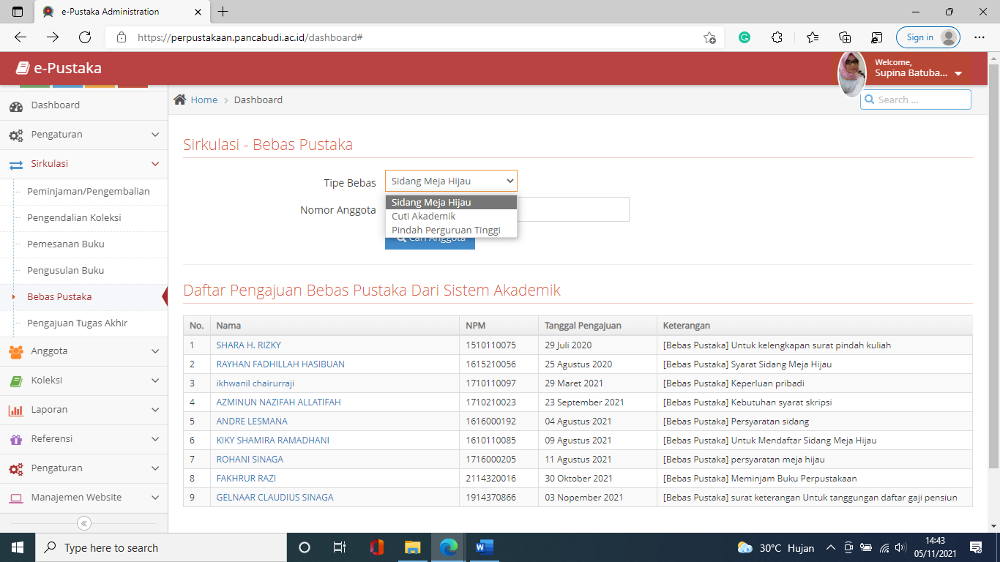 e-Pustaka Administration
https://perpustakaan.pancabudi.ac.id/dashboard#
Sign in
e-Pustaka
Welcome,
Supina Batuba...
Home
Dashboard
Search ...
Dashboard
Pengaturan
Sirkulasi
Peminjaman/Pengembalian
Pengendalian Koleksi
Pemesanan Buku
Pengusulan Buku
Bebas Pustaka
Pengajuan Tugas Akhir
Anggota
Koleksi
Laporan
Referensi
Pengaturan
Manajemen Website
Sirkulasi - Bebas Pustaka
Tipe Bebas
Sidang Meja Hijau
Sidang Meja Hijau
Cuti Akademik
Pindah Perguruan Tinggi
Nomor Anggota
Cari Anggota
Daftar Pengajuan Bebas Pustaka Dari Sistem Akademik
No. Nama NPM Tanggal Pengajuan Keterangan
1 SHARA H. RIZKY 1510110075 29 Juli 2020 [Bebas Pustaka] Untuk kelengkapan surat pindah kuliah
2 RAYHAN FADHILLAH HASIBUAN 1615210056 25 Agustus 2020 [Bebas Pustaka] Syarat Sidang Meja Hijau
3 ikhwanil chairurraji 1710110097 29 Maret 2021 [Bebas Pustaka] Keperluan pribadi
4 AZMINUN NAZIFAH ALLATIFAH 1710210023 23 September 2021 [Bebas Pustaka] Kebutuhan syarat skripsi
5 ANDRE LESMANA 1616000192 04 Agustus 2021 [Bebas Pustaka] Persyaratan sidang
6 KIKY SHAMIRA RAMADHANI 1610110085 09 Agustus 2021 [Bebas Pustaka] Untuk Mendaftar Sidang Meja Hijau
7 ROHANI SINAGA 1716000205 11 Agustus 2021 [Bebas Pustaka] persyaratan meja hijau
8 FAKHRUR RAZI 2114320016 30 Oktober 2021 [Bebas Pustaka] Meminjam Buku Perpustakaan
9 GELNAAR CLAUDIUS SINAGA 1914370866 03 Nopember 2021 [Bebas Pustaka] surat keterangan Untuk tanggungan daftar gaji pensiun
Type here to search
30°C Hujan
14:43
05/11/2021